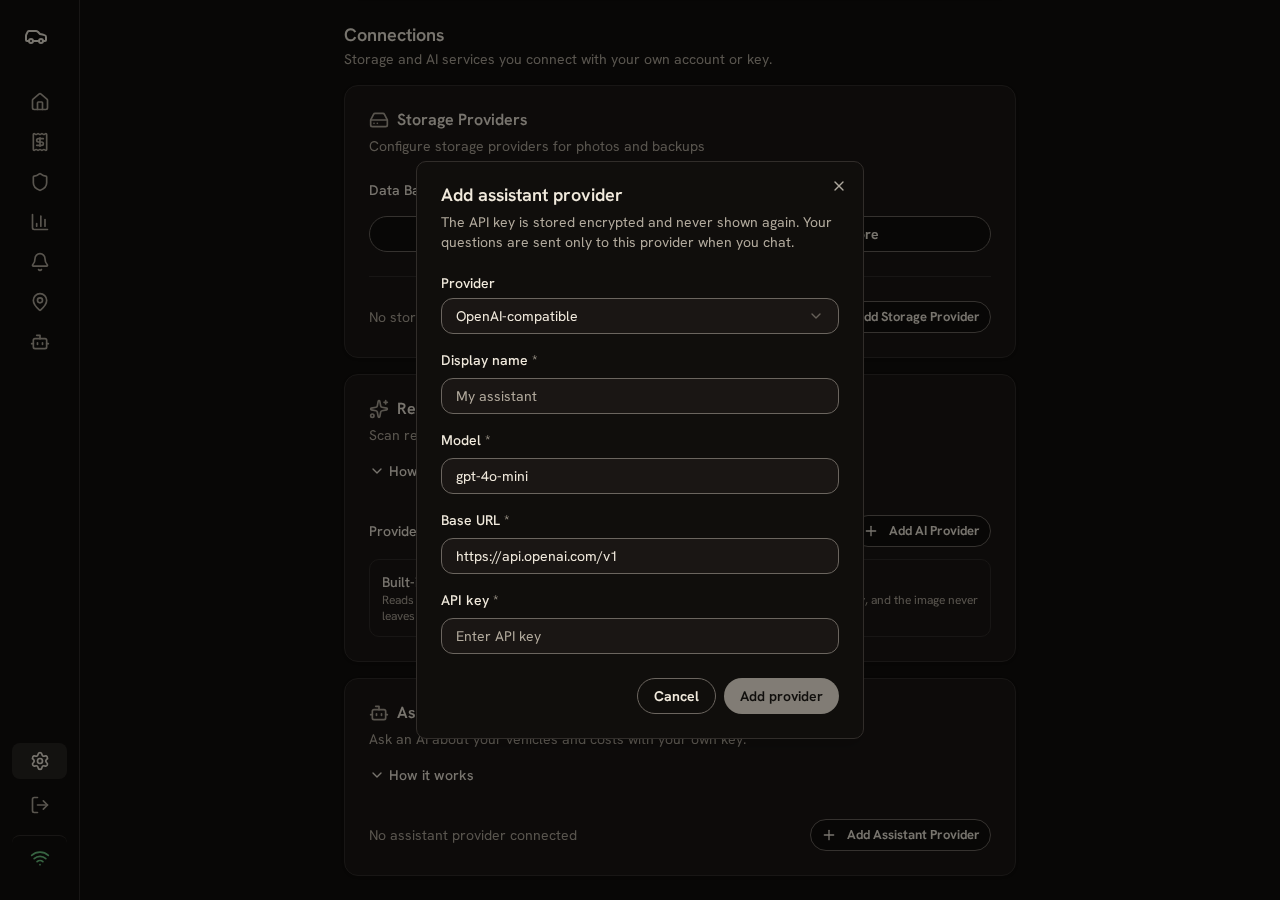 Connections
Storage and AI services you connect with your own account or key.
Storage Providers
Configure storage providers for photos and backups
Data Ba
Add assistant provider
The API key is stored encrypted and never shown again. Your
questions are sent only to this provider when you chat.
Provider
OpenAI-compatible
No stor
dd Storage Provider
Display name *
My assistant
Re
Scan re
Model *
How
gpt-4o-mini
Base URL *
Provide
Add AI Provider
https://api.openai.com/v1
Built-
Reads
, and the image never
leaves
API key *
Enter API key
Cancel
Add provider
As
Ask an AI about your vehicles and costs with your own key.
How it works
No assistant provider connected
Add Assistant Provider